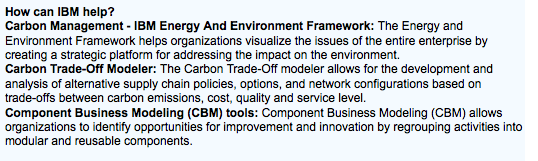 How can IBM help?
Carbon Management - IBM Energy And Environment Framework: The Energy and
Environment Framework helps organizations visualize the issues of the entire enterprise by
creating a strategic platform for addressing the impact on the environment.
Carbon Trade-Off Modeler: The Carbon Trade-Off modeler allows for the development and
analysis of alternative supply chain policies, options, and network configurations based on
trade-offs between carbon emissions, cost, quality and service level.
Component Business Modeling (CBM) tools: Component Business Modeling (CBM) allows
organizations to identify opportunities for improvement and innovation by regrouping activities into
modular and reusable components.